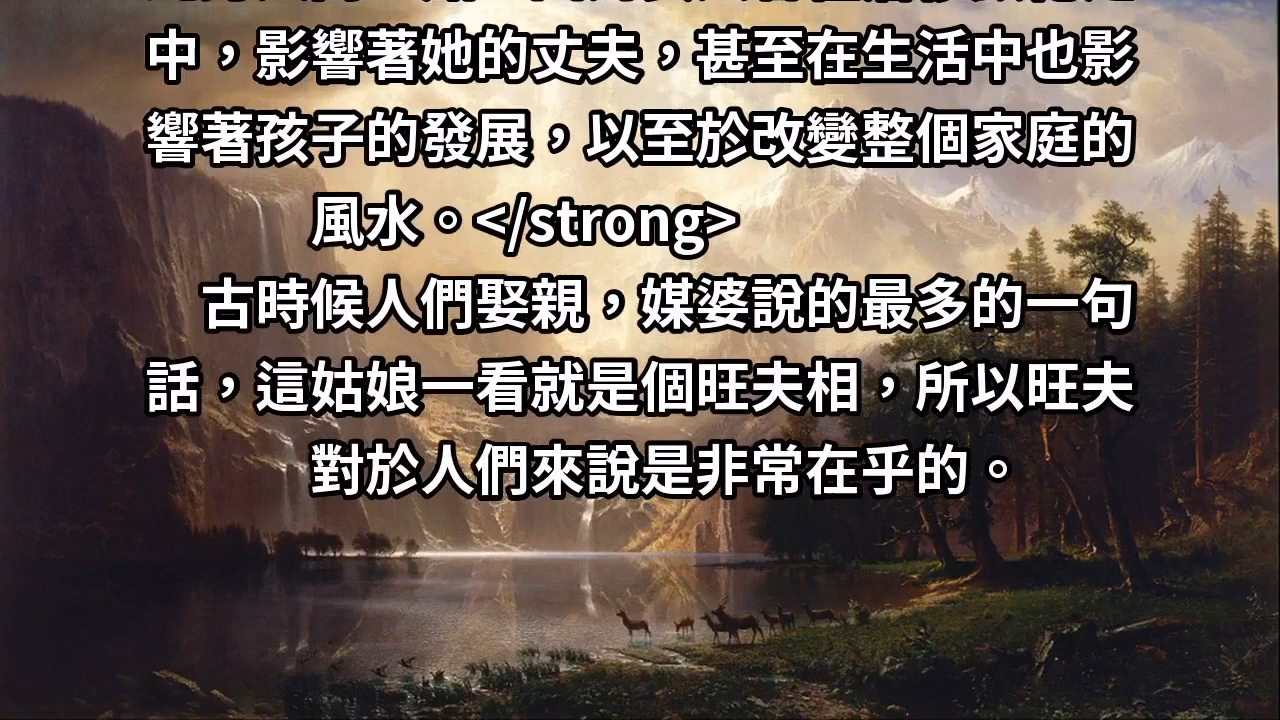 中，影響著她的丈夫，甚至在生活中也影
響著孩子的發展，以至於改變整個家庭的
風水。</strong>
古時候人們娶親，媒婆說的最多的一句
話，這姑娘一看就是個旺夫相，所以旺夫
對於人們來說是非常在乎的。